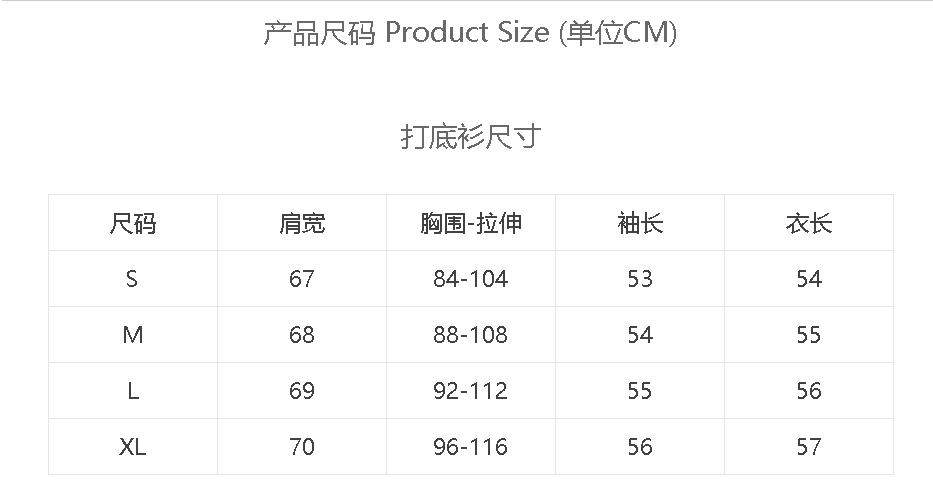 产品尺码 Product Size (单位CM)
打底衫尺寸
尺码 肩宽 胸围-拉伸 袖长 衣长
S 67 84-104 53 54
M 68 88-108 54 55
L 69 92-112 55 56
XL 70 96-116 56 57